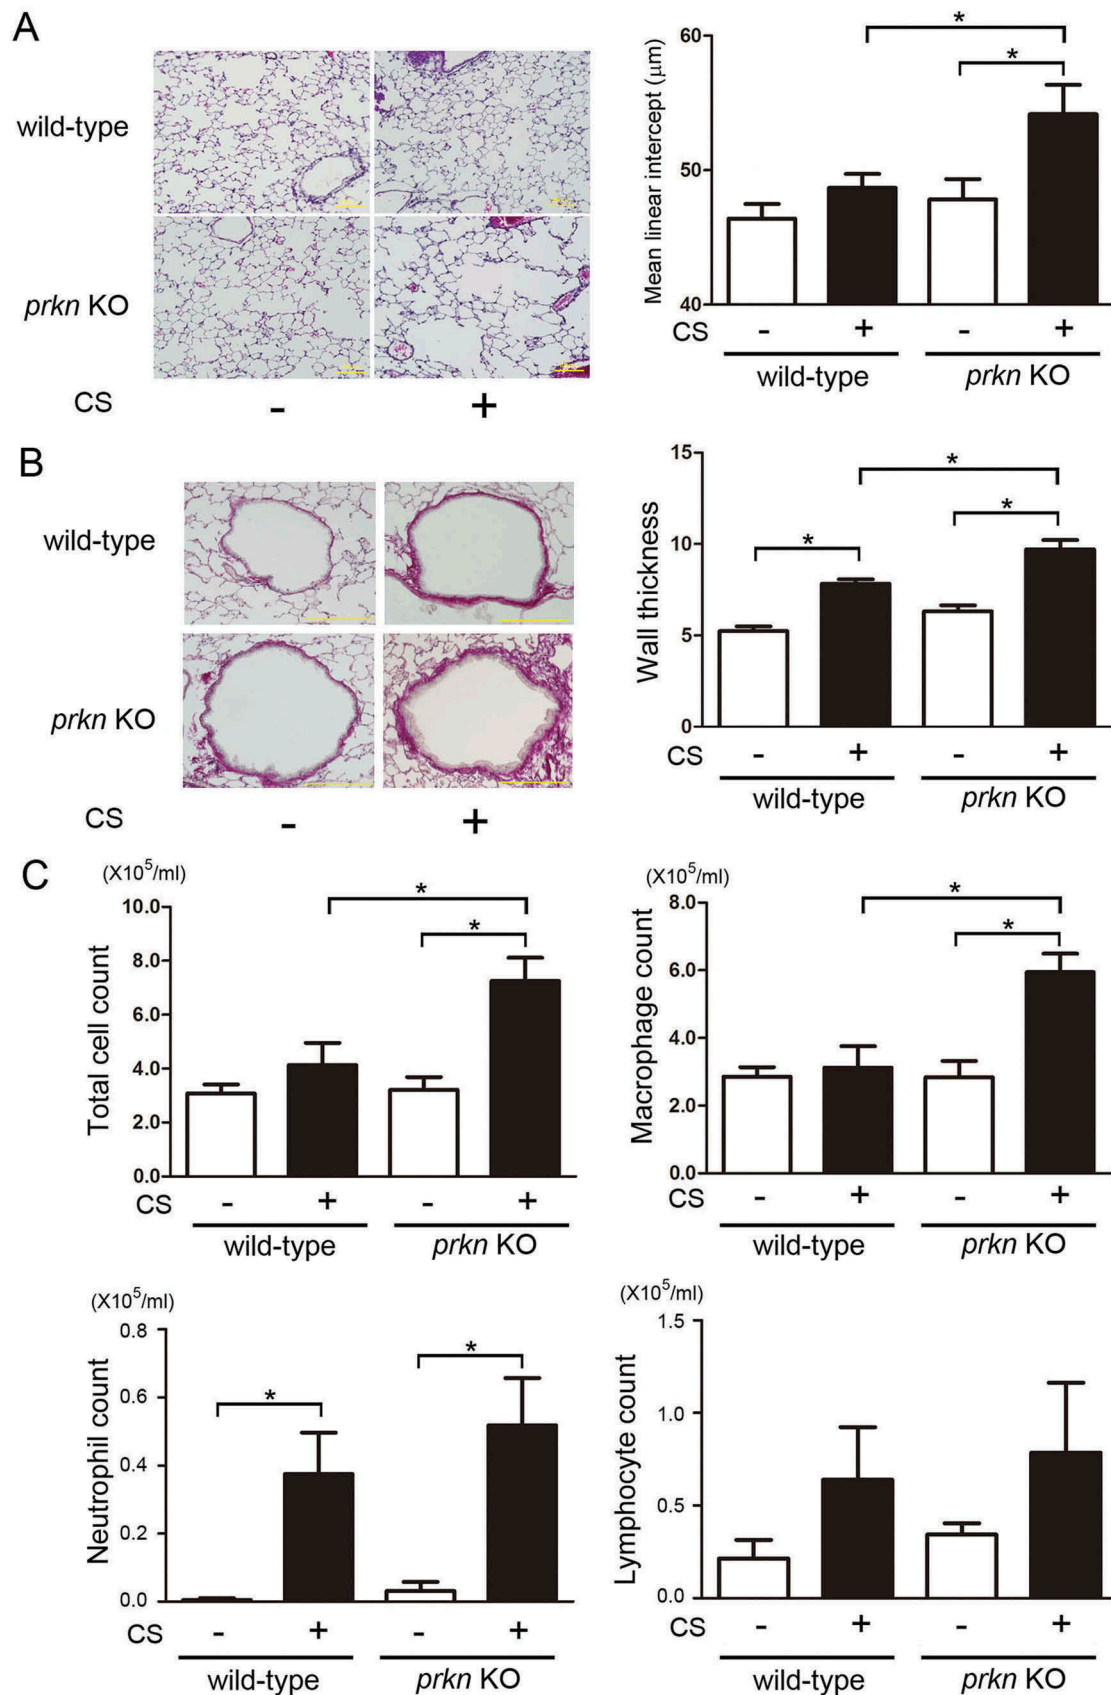 A
wild-type
prkn KO
CS - +
Mean linear intercept (μm)
60
50
40
*
*
CS - + - +
wild-type prkn KO
B
wild-type
prkn KO
CS - +
Wall thickness
15
10
5
0
*
*
*
CS - + - +
wild-type prkn KO
C
(X10⁵/ml)
Total cell count
10.0
8.0
6.0
4.0
2.0
0.0
*
*
CS - + - +
wild-type prkn KO
(X10⁵/ml)
Macrophage count
8.0
6.0
4.0
2.0
0.0
*
*
CS - + - +
wild-type prkn KO
(X10⁵/ml)
Neutrophil count
0.8
0.6
0.4
0.2
0.0
*
*
CS - + - +
wild-type prkn KO
(X10⁵/ml)
Lymphocyte count
1.5
1.0
0.5
0.0
CS - + - +
wild-type prkn KO